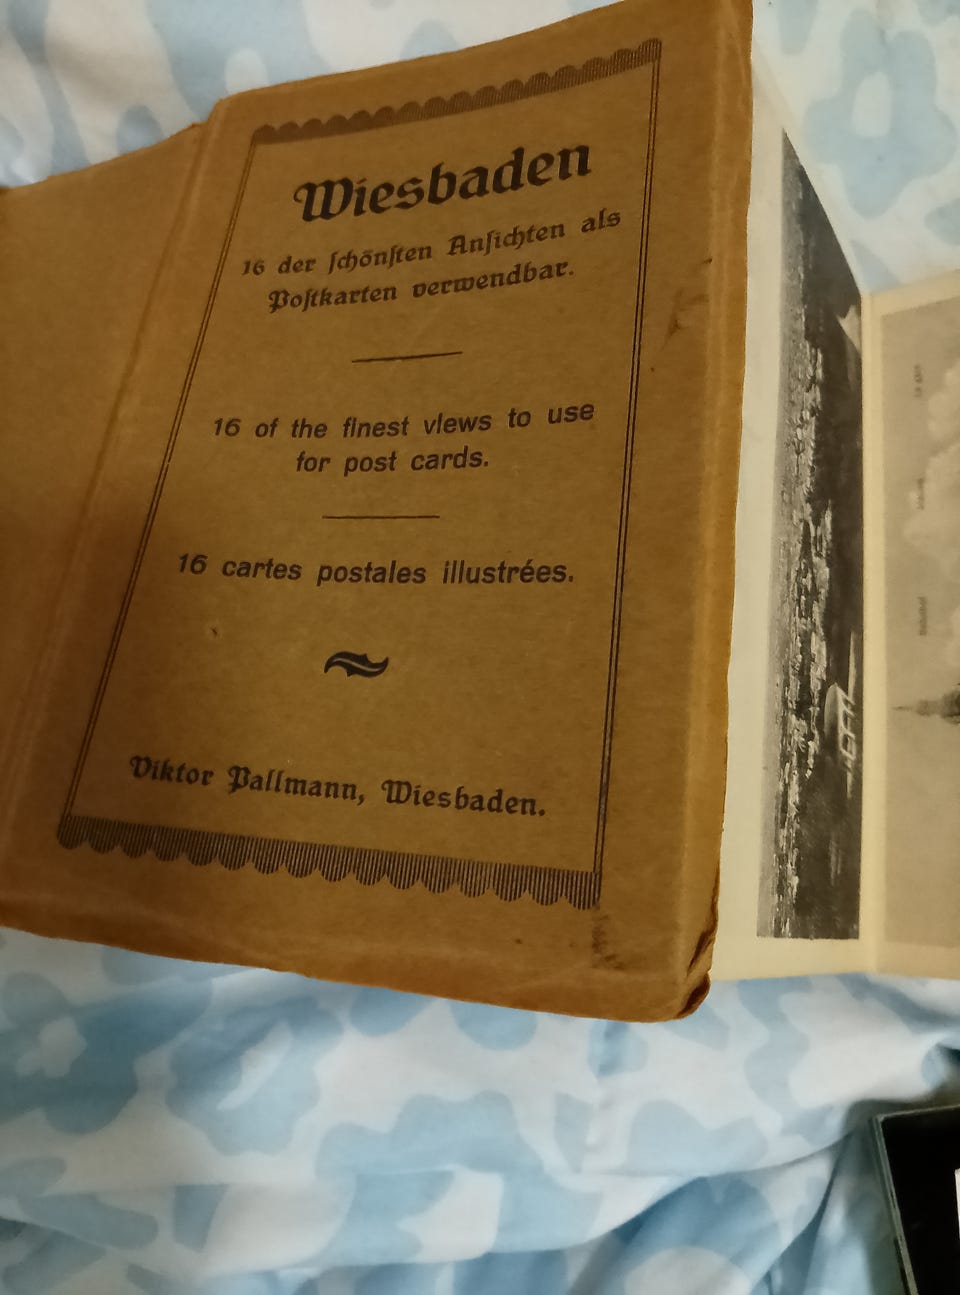 Wiesbaden
16 der ſchönſten Anſichten als
Poſtkarten verwendbar.
16 of the finest views to use
for post cards.
16 cartes postales illustrées.
Viktor Pallmann, Wiesbaden.